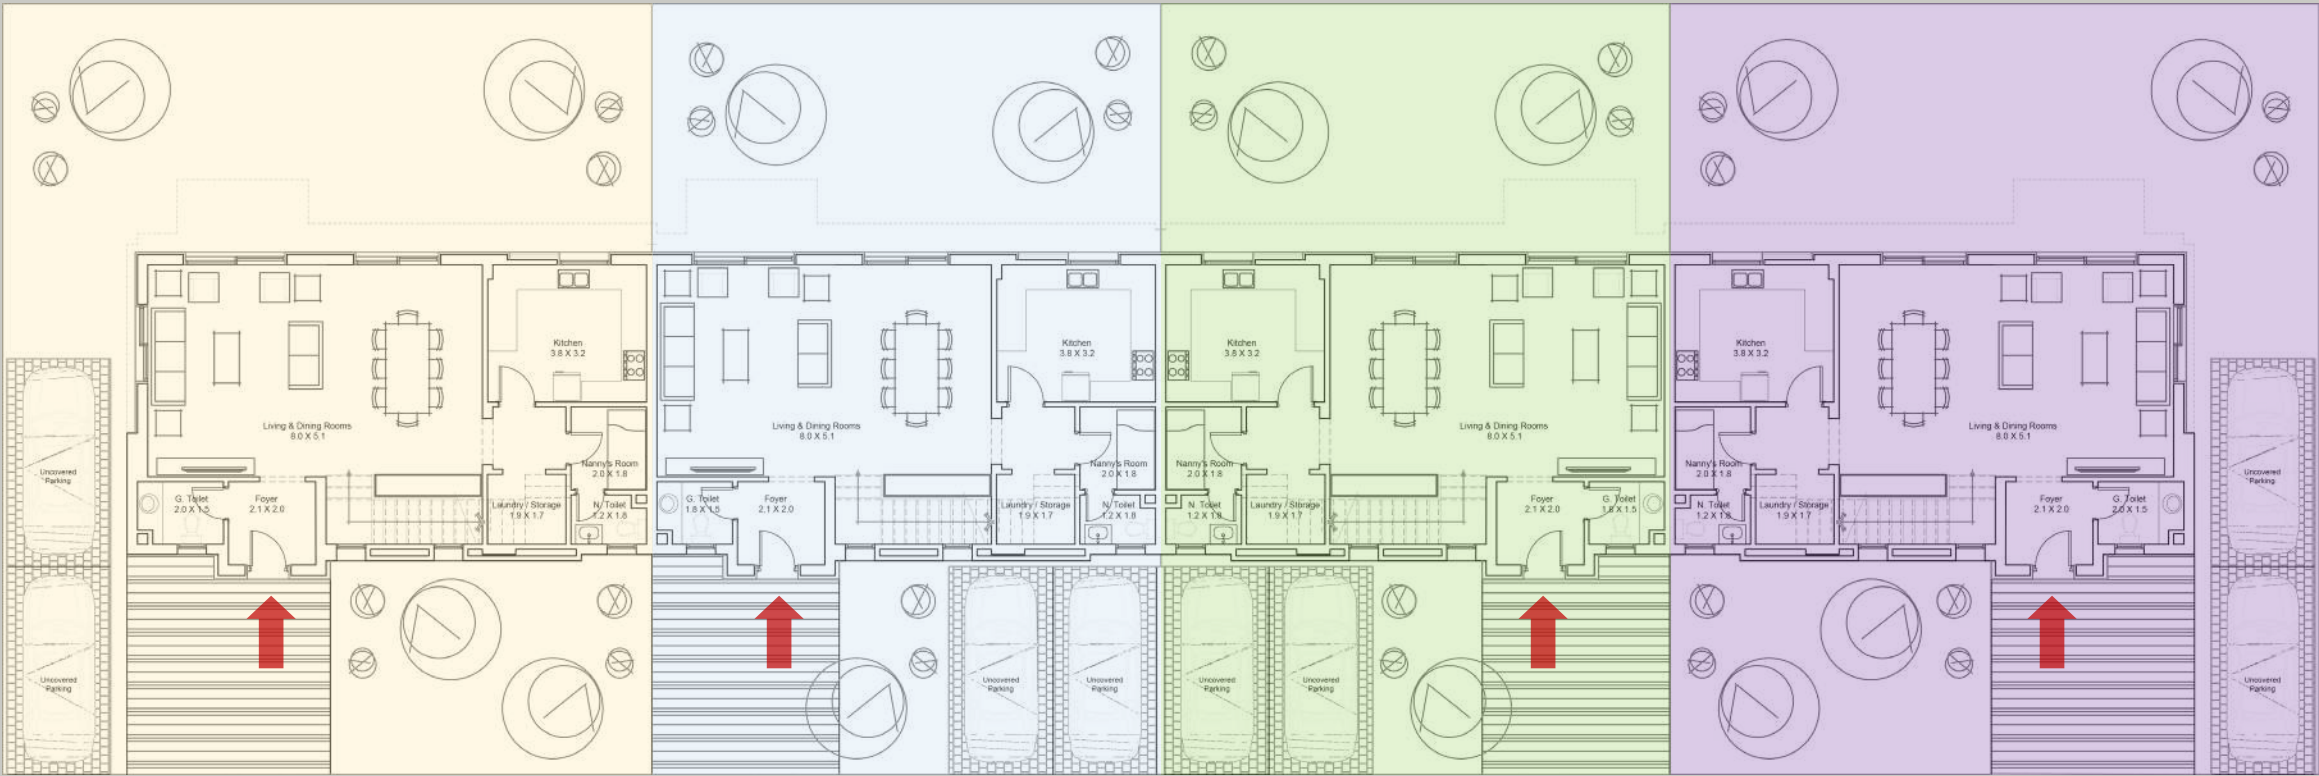 Kitchen
3.8 X 3.2
Living & Dining Rooms
8.0 X 5.1
Nanny's Room
2.0 X 1.8
G. Toilet
2.0 X 1.5
Foyer
2.1 X 2.0
Laundry / Storage
1.9 X 1.7
N. Toilet
1.2 X 1.8
Uncovered
Parking
Uncovered
Parking
Kitchen
3.8 X 3.2
Living & Dining Rooms
8.0 X 5.1
Nanny's Room
2.0 X 1.8
G. Toilet
1.8 X 1.5
Foyer
2.1 X 2.0
Laundry / Storage
1.9 X 1.7
N. Toilet
1.2 X 1.8
Uncovered
Parking
Uncovered
Parking
Kitchen
3.8 X 3.2
Living & Dining Rooms
8.0 X 5.1
Nanny's Room
2.0 X 1.8
N. Toilet
1.2 X 1.8
Laundry / Storage
1.9 X 1.7
Foyer
2.1 X 2.0
G. Toilet
1.8 X 1.5
Uncovered
Parking
Uncovered
Parking
Kitchen
3.8 X 3.2
Living & Dining Rooms
8.0 X 5.1
Nanny's Room
2.0 X 1.8
N. Toilet
1.2 X 1.8
Laundry / Storage
1.9 X 1.7
Foyer
2.1 X 2.0
G. Toilet
2.0 X 1.5
Uncovered
Parking
Uncovered
Parking